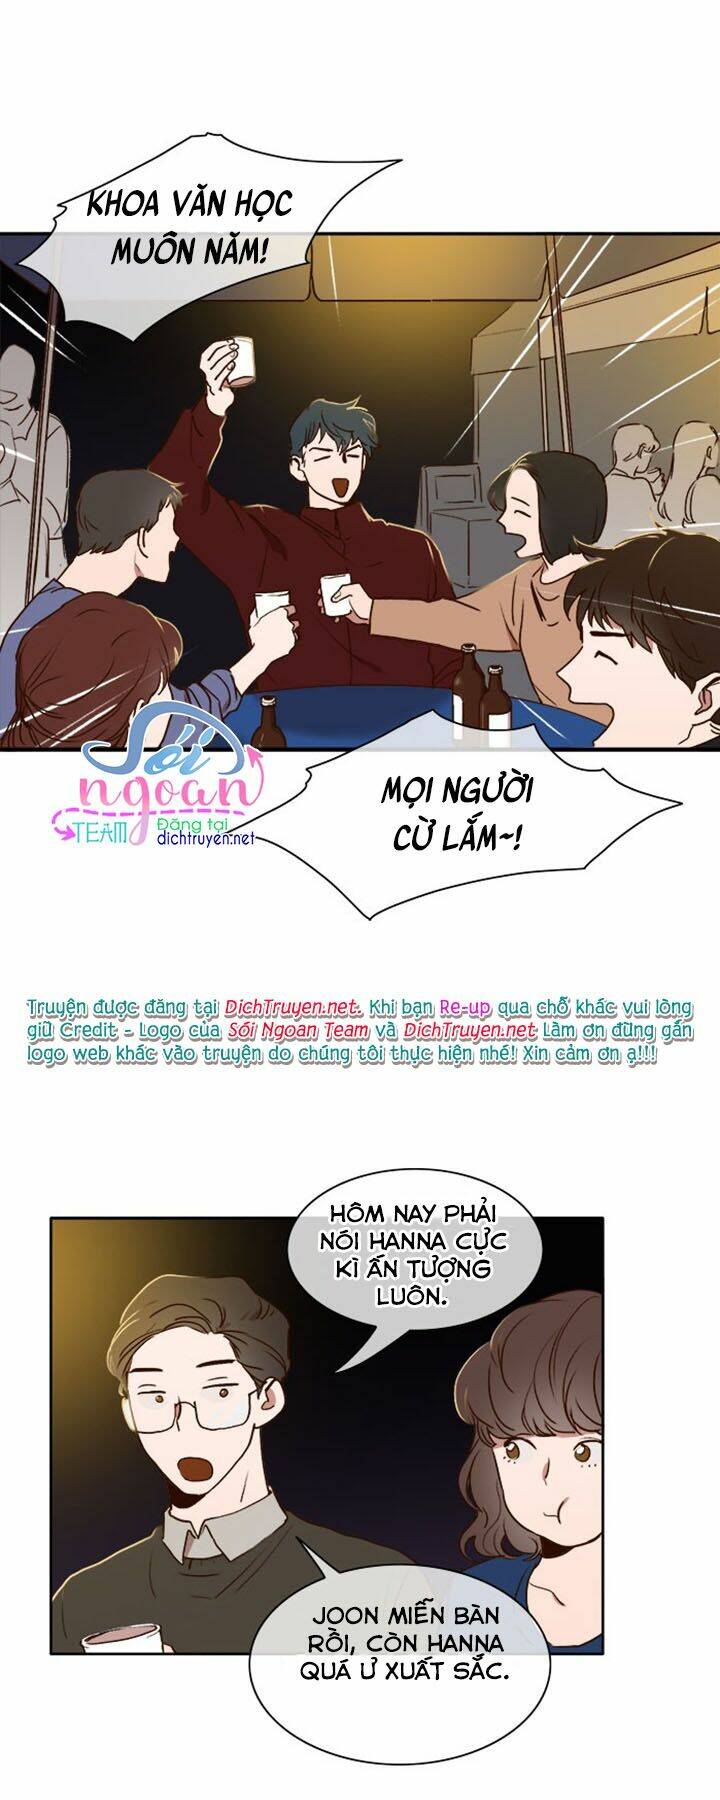 KHOA VĂN HỌC
MUÔN NĂM!
Sói
ngoan
TEAM
Đăng tại
dichtruyen.net
MỌI NGƯỜI
CỪ LẮM~!
Truyện được đăng tại DichTruyen.net. Khi bạn Re-up qua chỗ khác vui lòng
giữ Credit - Logo của Sói Ngoan Team và DichTruyen.net Làm ơn đừng gắn
logo web khác vào truyện do chúng tôi thực hiện nhé! Xin cảm ơn ạ!!!
HÔM NAY PHẢI
NÓI HANNA CỰC
KÌ ẤN TƯỢNG
LUÔN.
JOON MIỄN BÀN
RỒI, CÒN HANNA
QUÁ Ư XUẤT SẮC.